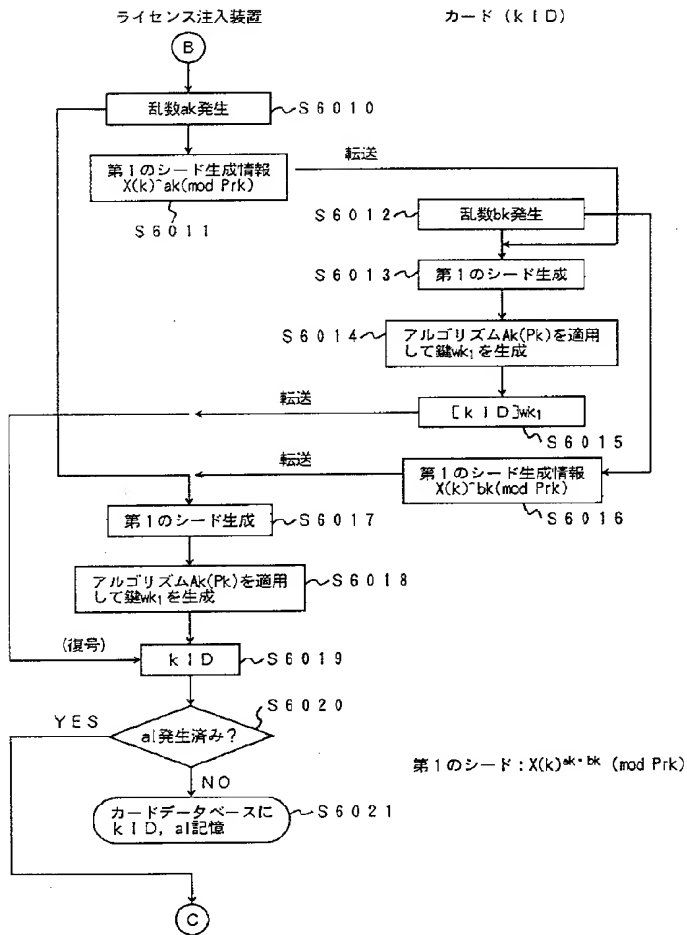 ライセンス注入装置
カード（ｋＩＤ）
B
乱数ak発生
S6010
第1のシード生成情報
X(k)^ak(mod Prk)
転送
S6011
S6012
乱数bk発生
S6013
第1のシード生成
S6014
アルゴリズムAk(Pk)を適用
して鍵wk₁を生成
転送
[ｋＩＤ]wk₁
S6015
転送
第1のシード生成情報
X(k)^bk(mod Prk)
S6016
第1のシード生成
S6017
アルゴリズムAk(Pk)を適用
して鍵wk₁を生成
S6018
(復号)
ｋＩＤ
S6019
S6020
YES
al発生済み？
NO
第1のシード：X(k)ᵃᵏ･ᵇᵏ (mod Prk)
カードデータベースに
ｋＩＤ，al記憶
S6021
C